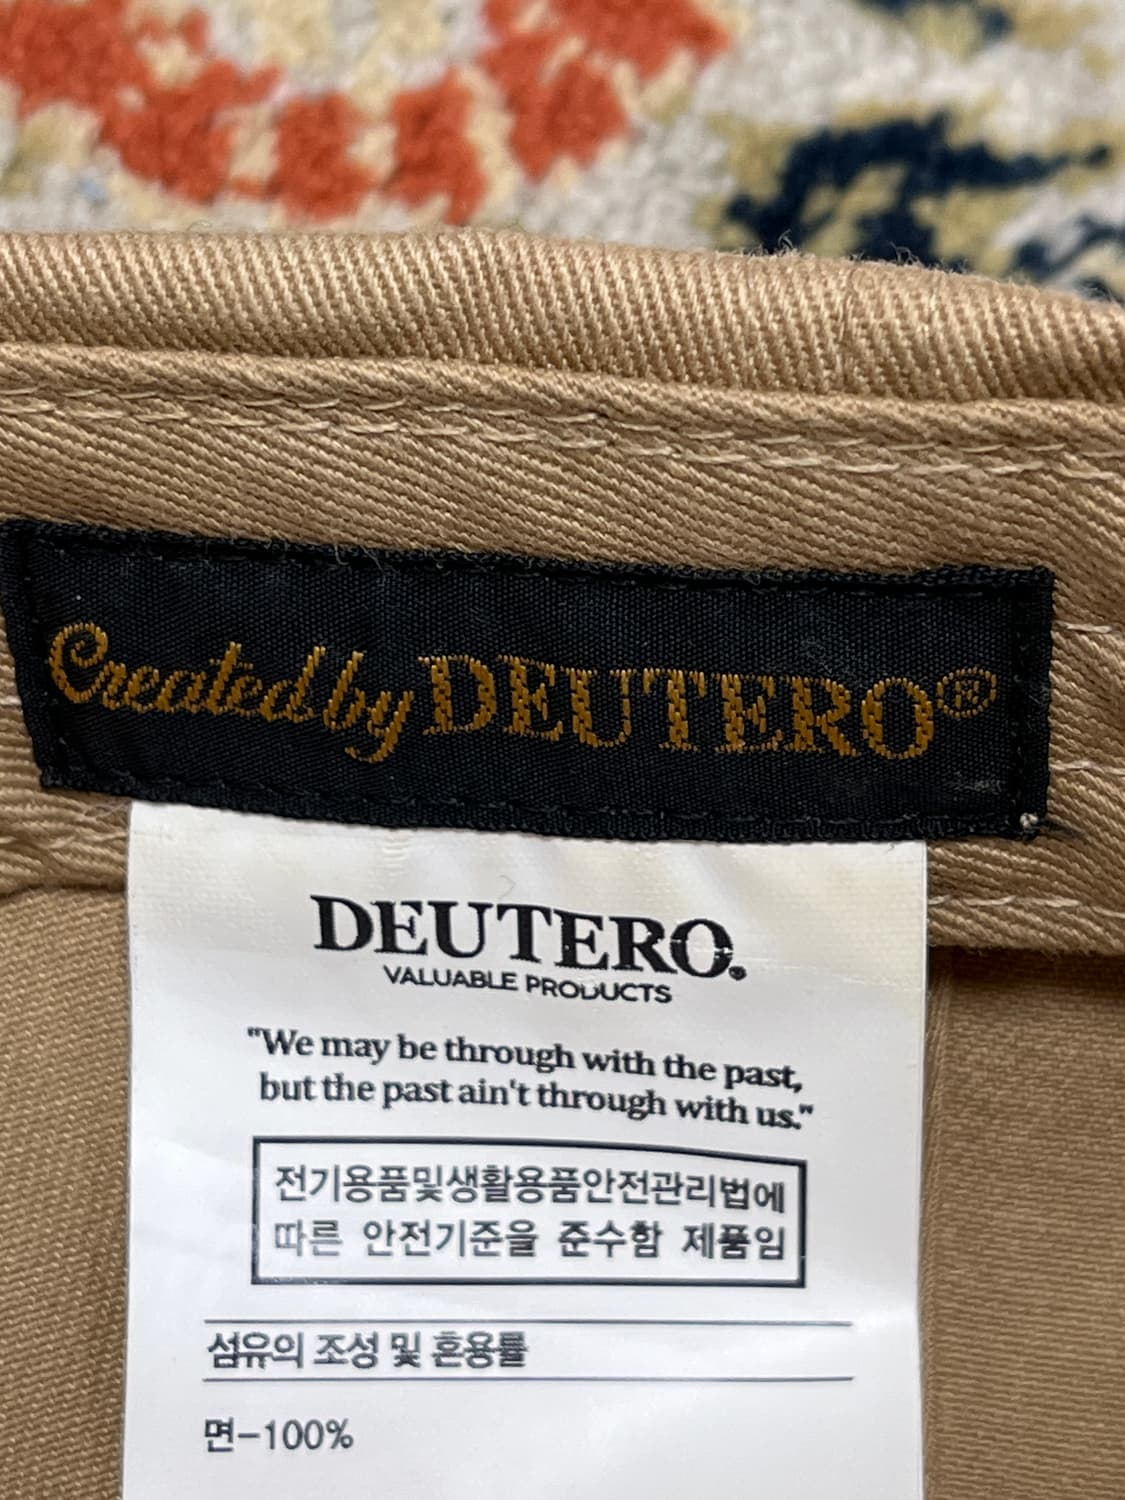 Created by DEUTERO®
DEUTERO.
VALUABLE PRODUCTS
"We may be through with the past,
but the past ain't through with us."
전기용품및생활용품안전관리법에
따른 안전기준을 준수함 제품임
섬유의 조성 및 혼용률
면-100%